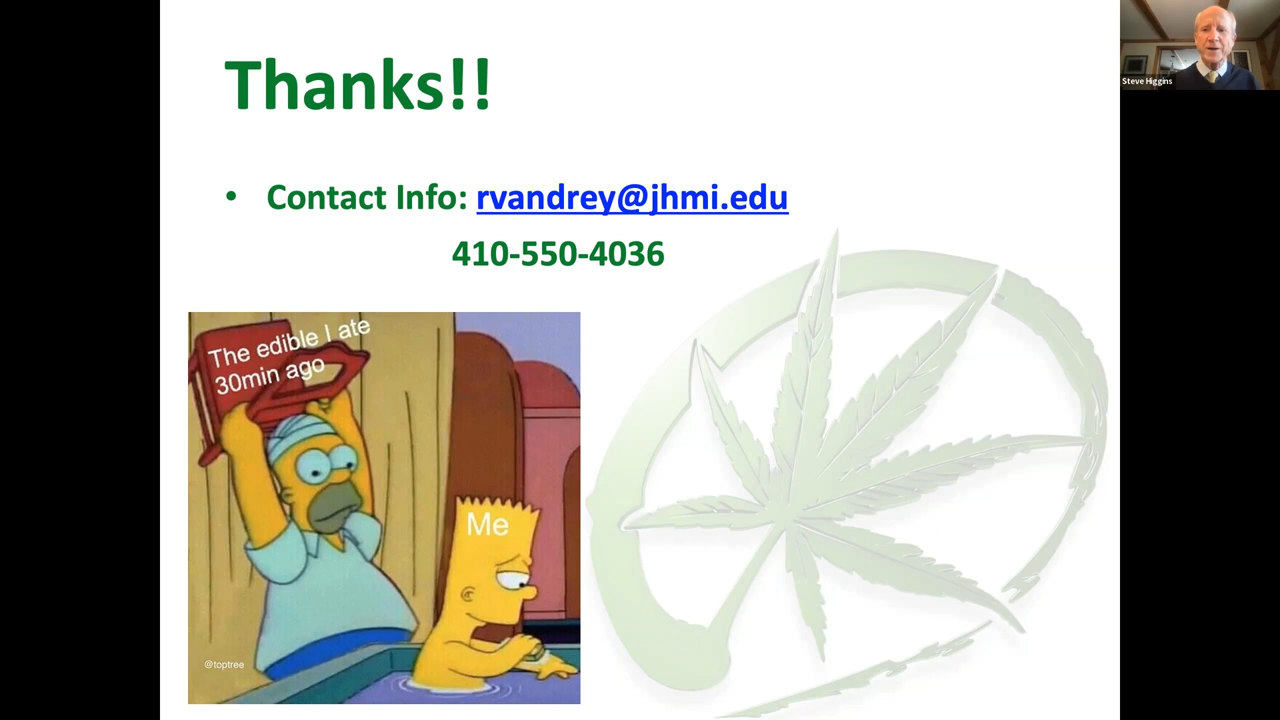 Thanks!!
• Contact Info: rvandrey@jhmi.edu
410-550-4036
The edible I ate
30min ago
Me
@toptree
Steve Higgins